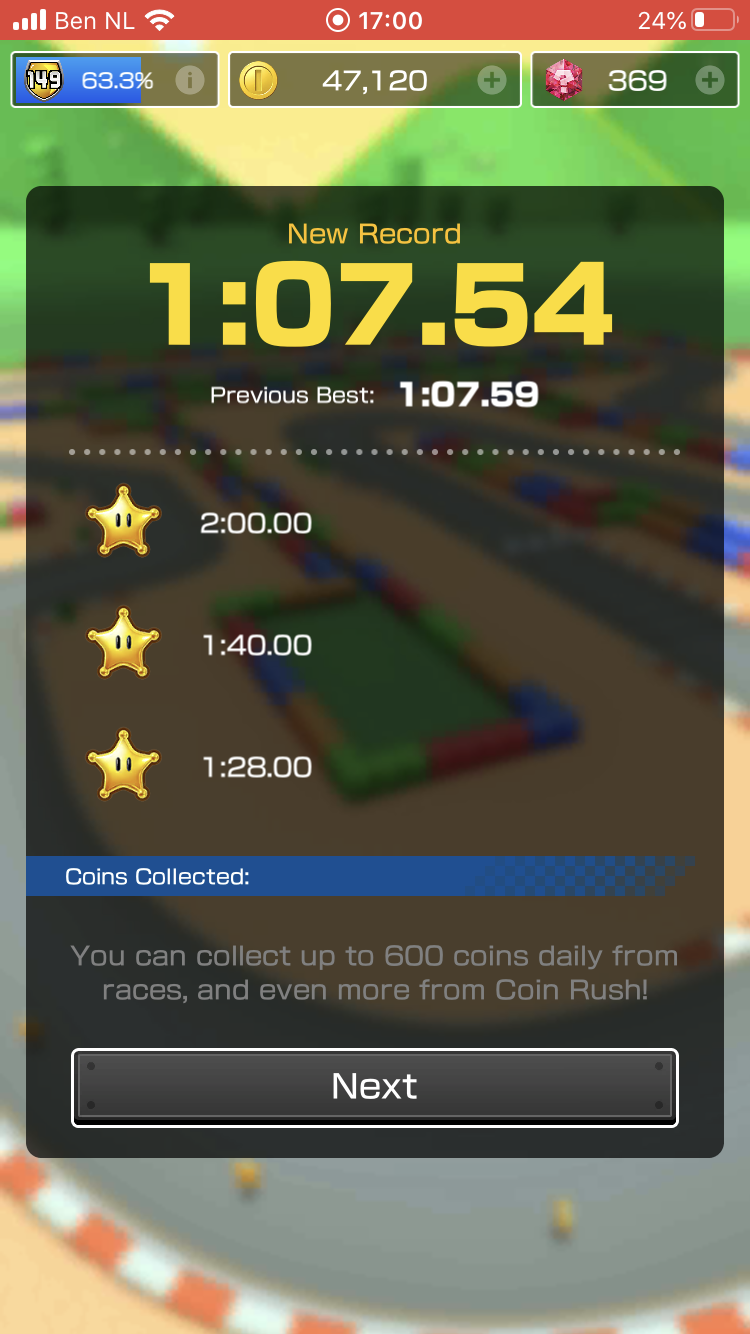 Ben NL 17:00 24%
149 63.3% i 47,120 + 369 +
New Record
1:07.54
Previous Best: 1:07.59
2:00.00
1:40.00
1:28.00
Coins Collected:
You can collect up to 600 coins daily from
races, and even more from Coin Rush!
Next